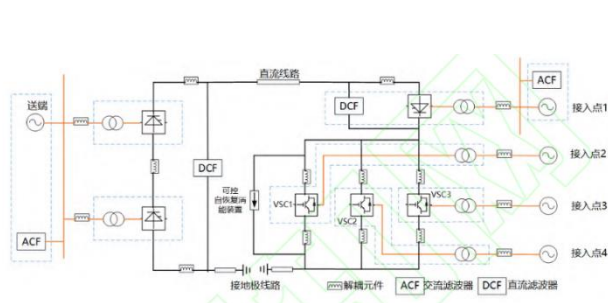 直流线路
ACF
送端
DCF
接入点1
接入点2
DCF
可控
自恢复消
能装置
VSC1
VSC2
VSC3
接入点3
ACF
接入点4
接地极线路
解耦元件
ACF 交流滤波器
DCF 直流滤波器